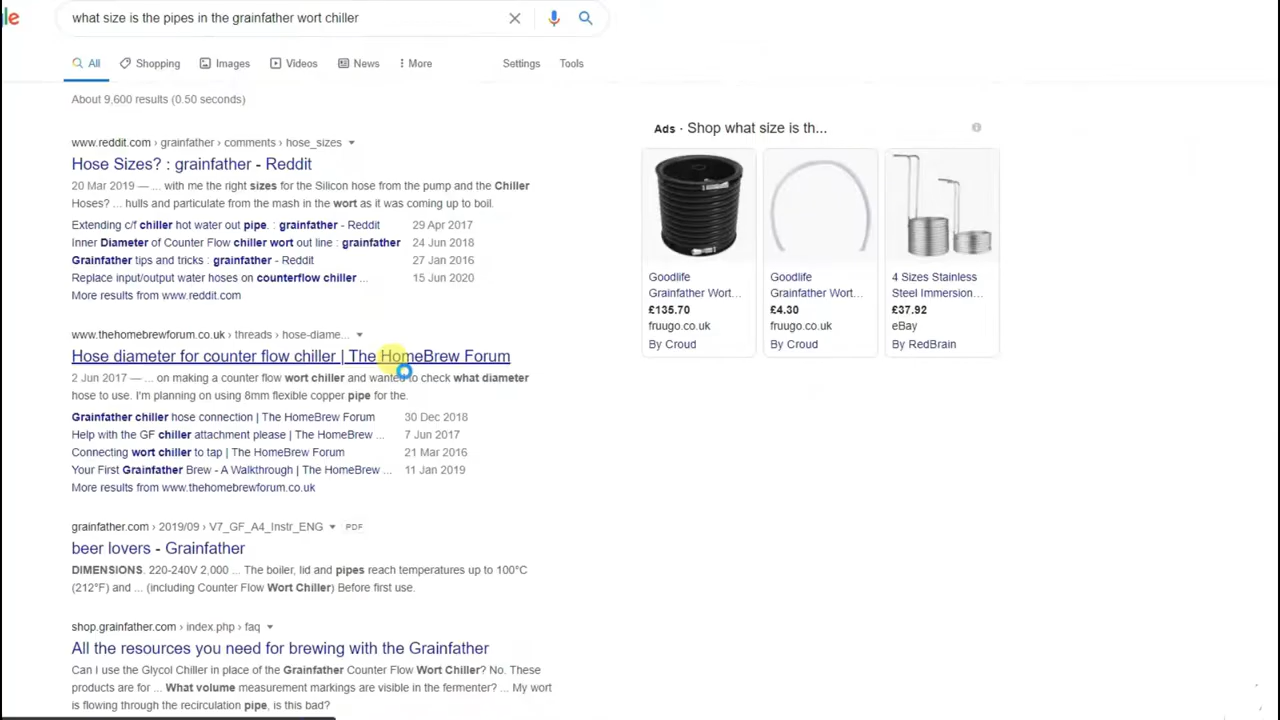 le
what size is the pipes in the grainfather wort chiller
All Shopping Images Videos News More Settings Tools
About 9,600 results (0.50 seconds)
www.reddit.com › grainfather › comments › hose_sizes
Hose Sizes? : grainfather - Reddit
20 Mar 2019 — ... with me the right sizes for the Silicon hose from the pump and the Chiller
Hoses? ... hulls and particulate from the mash in the wort as it was coming up to boil.
Extending c/f chiller hot water out pipe. : grainfather - Reddit 29 Apr 2017
Inner Diameter of Counter Flow chiller wort out line : grainfather 24 Jun 2018
Grainfather tips and tricks : grainfather - Reddit 27 Jan 2016
Replace input/output water hoses on counterflow chiller ... 15 Jun 2020
More results from www.reddit.com
www.thehomebrewforum.co.uk › threads › hose-diame...
Hose diameter for counter flow chiller | The HomeBrew Forum
2 Jun 2017 — ... on making a counter flow wort chiller and wanted to check what diameter
hose to use. I'm planning on using 8mm flexible copper pipe for the.
Grainfather chiller hose connection | The HomeBrew Forum 30 Dec 2018
Help with the GF chiller attachment please | The HomeBrew ... 7 Jun 2017
Connecting wort chiller to tap | The HomeBrew Forum 21 Mar 2016
Your First Grainfather Brew - A Walkthrough | The HomeBrew ... 11 Jan 2019
More results from www.thehomebrewforum.co.uk
grainfather.com › 2019/09 › V7_GF_A4_Instr_ENG PDF
beer lovers - Grainfather
DIMENSIONS. 220-240V 2,000 ... The boiler, lid and pipes reach temperatures up to 100°C
(212°F) and ... (including Counter Flow Wort Chiller) Before first use.
shop.grainfather.com › index.php › faq
All the resources you need for brewing with the Grainfather
Can I use the Glycol Chiller in place of the Grainfather Counter Flow Wort Chiller? No. These
products are for ... What volume measurement markings are visible in the fermenter? ... My wort
is flowing through the recirculation pipe, is this bad?
Ads · Shop what size is th...
Goodlife
Grainfather Wort...
£135.70
fruugo.co.uk
By Croud
Goodlife
Grainfather Wort...
£4.30
fruugo.co.uk
By Croud
4 Sizes Stainless
Steel Immersion...
£37.92
eBay
By RedBrain